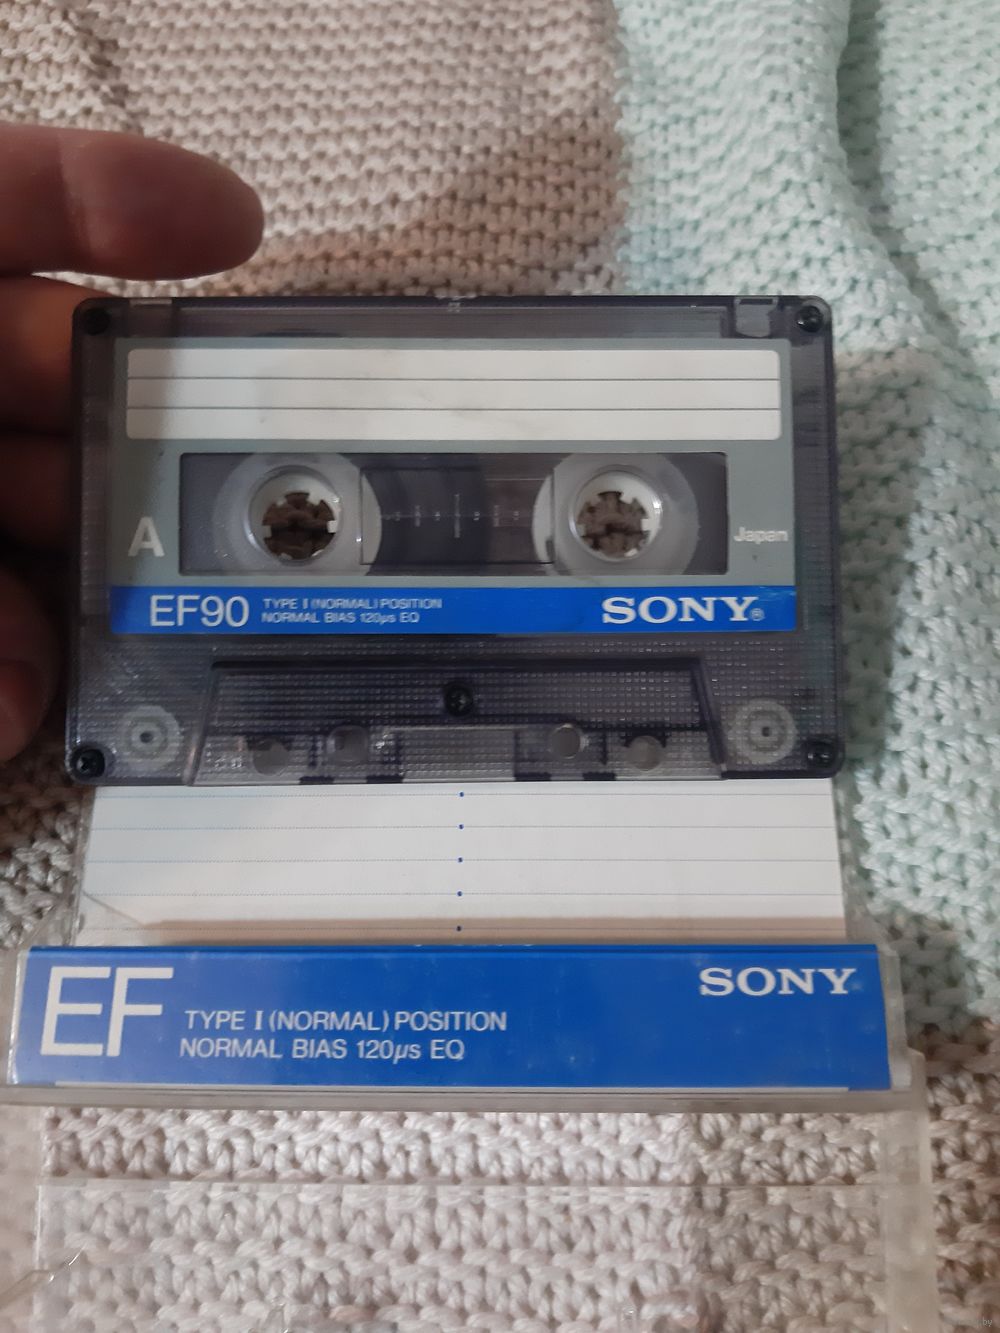 A
Japan
EF90 TYPE I (NORMAL) POSITION
NORMAL BIAS 120µs EQ
SONY®
EF
TYPE I (NORMAL) POSITION
NORMAL BIAS 120µs EQ
SONY